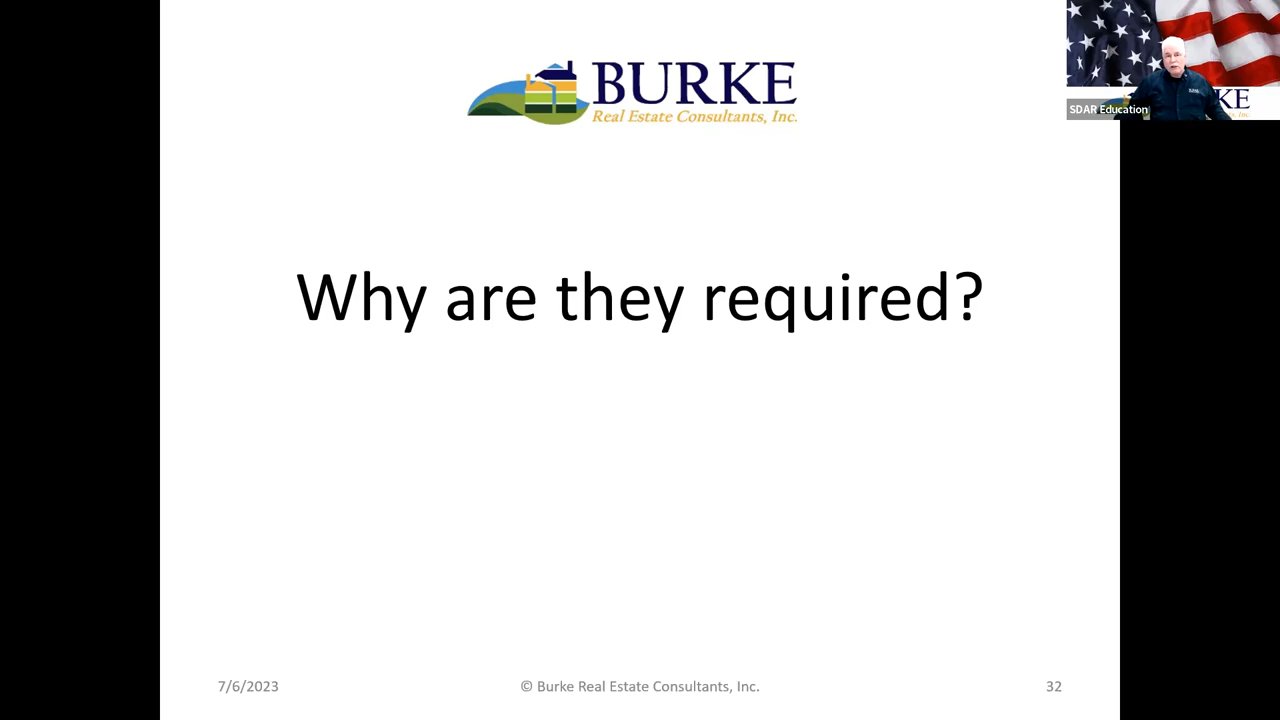 BURKE
Real Estate Consultants, Inc.
SDAR Education
KE
Why are they required?
7/6/2023
© Burke Real Estate Consultants, Inc.
32